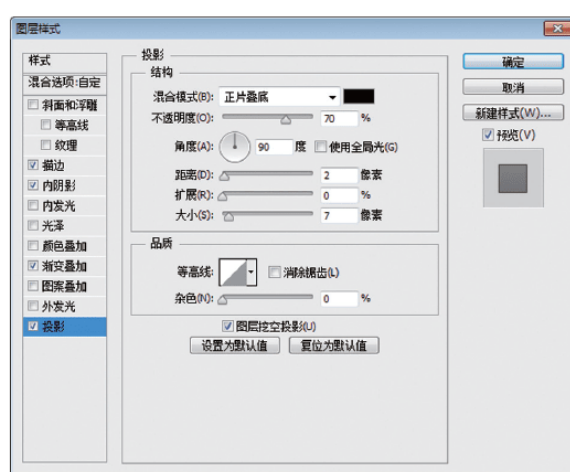 图层样式
样式
混合选项:自定
斜面和浮雕
等高线
纹理
描边
内阴影
内发光
光泽
颜色叠加
渐变叠加
图案叠加
外发光
投影
投影
结构
混合模式(B): 正片叠底
不透明度(O): 70 %
角度(A): 90 度 使用全局光(G)
距离(D): 2 像素
扩展(R): 0 %
大小(S): 7 像素
品质
等高线: 消除锯齿(L)
杂色(N): 0 %
图层挖空投影(U)
设置为默认值 复位为默认值
确定
取消
新建样式(W)...
预览(V)